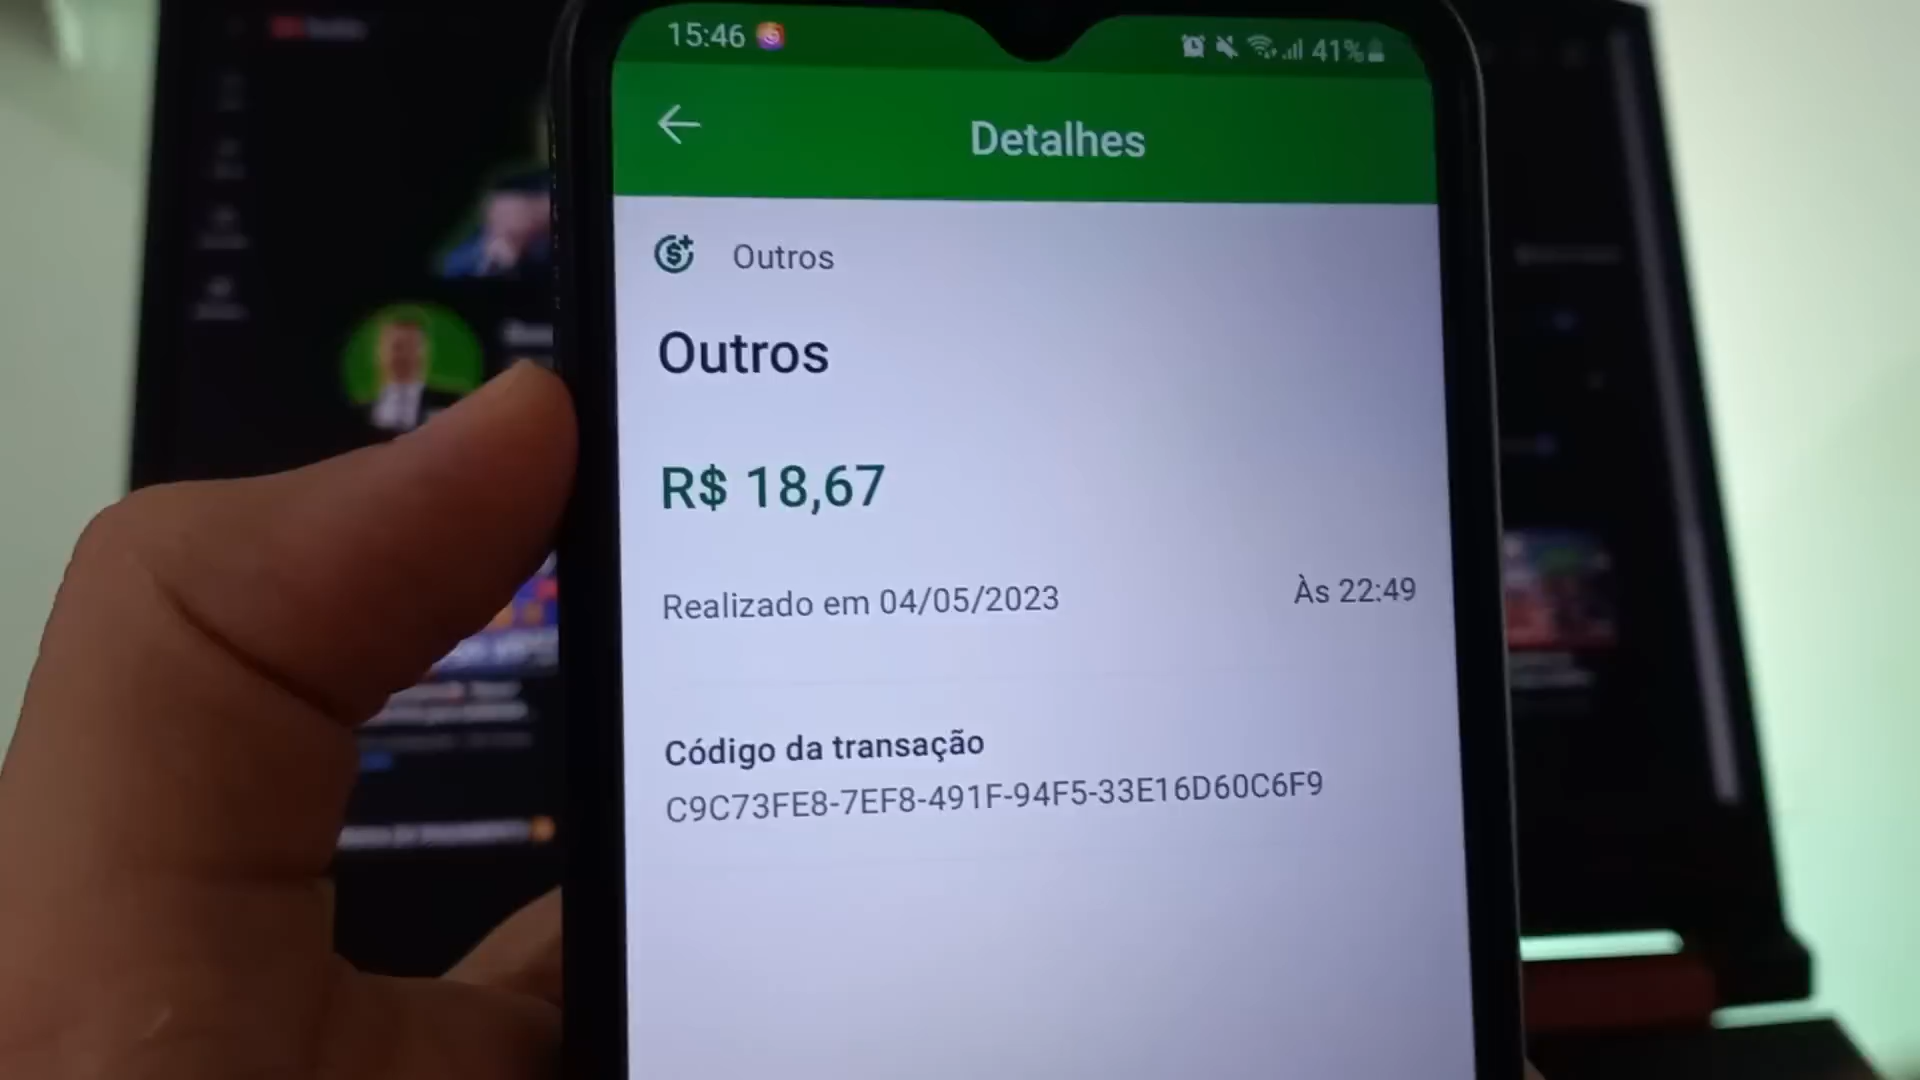 15:46
41%
Detalhes
Outros
Outros
R$ 18,67
Realizado em 04/05/2023
Às 22:49
Código da transação
C9C73FE8-7EF8-491F-94F5-33E16D60C6F9